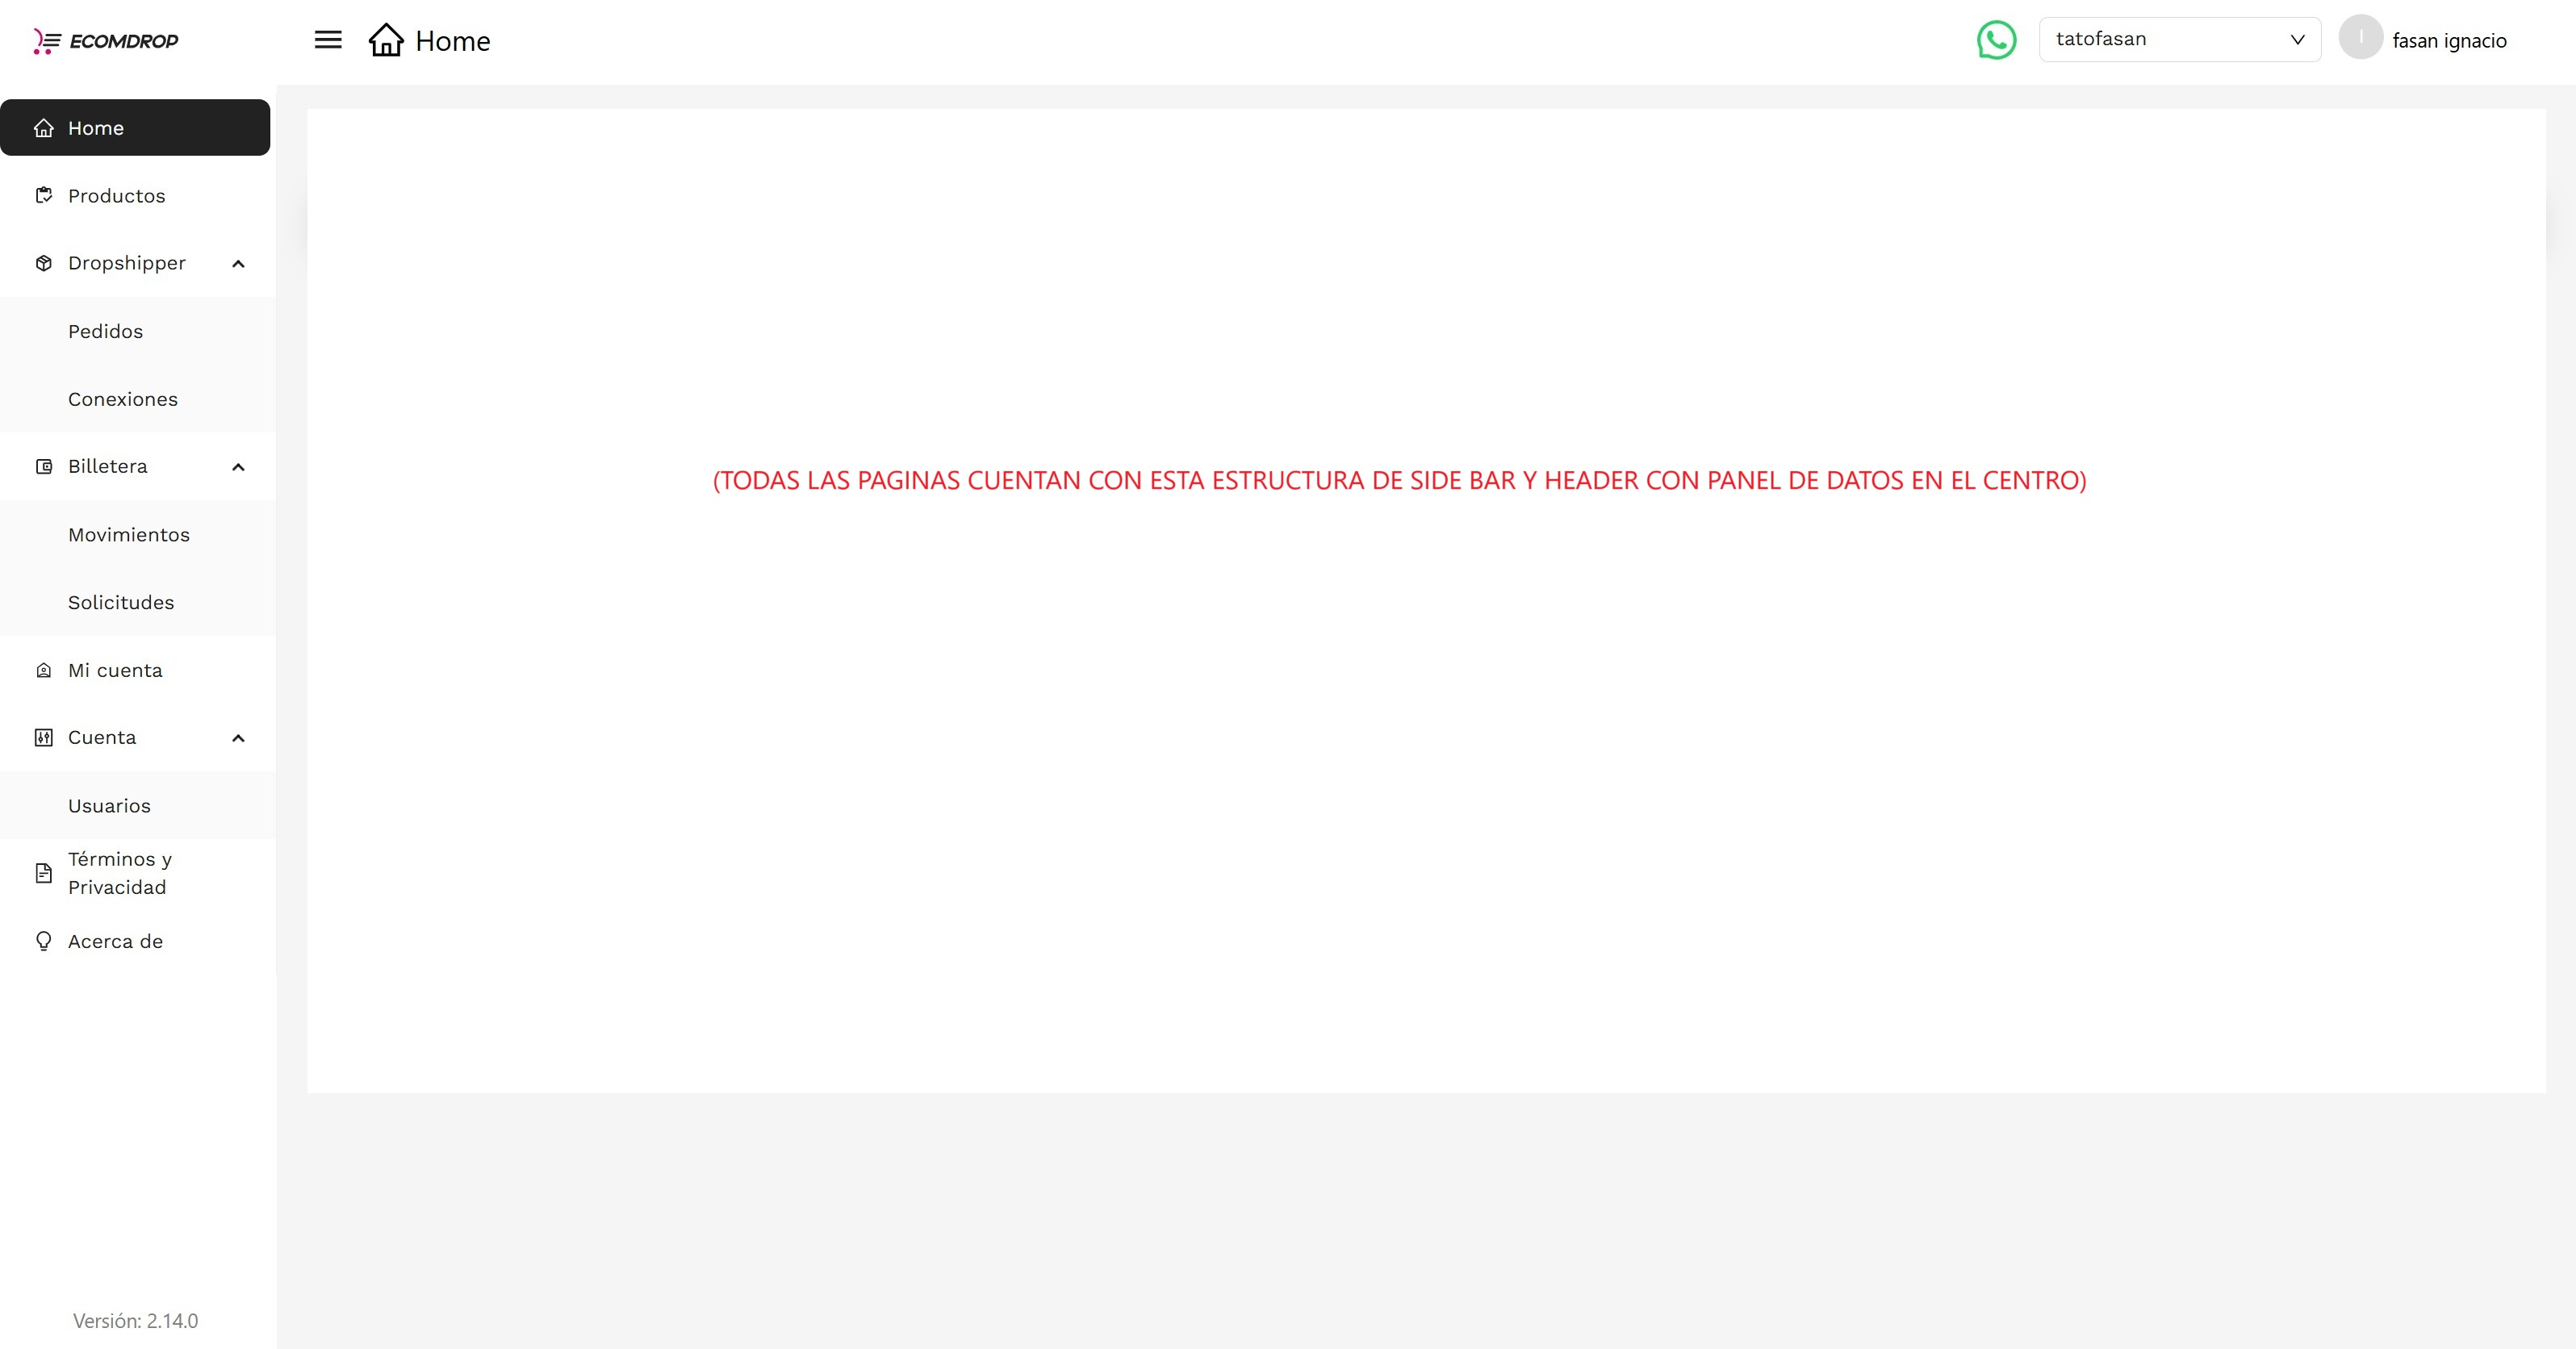 ECOMDROP
Home
tatofasan
I
fasan ignacio
Home
Productos
Dropshipper
Pedidos
Conexiones
Billetera
Movimientos
Solicitudes
Mi cuenta
Cuenta
Usuarios
Términos y
Privacidad
Acerca de
Versión: 2.14.0
(TODAS LAS PAGINAS CUENTAN CON ESTA ESTRUCTURA DE SIDE BAR Y HEADER CON PANEL DE DATOS EN EL CENTRO)